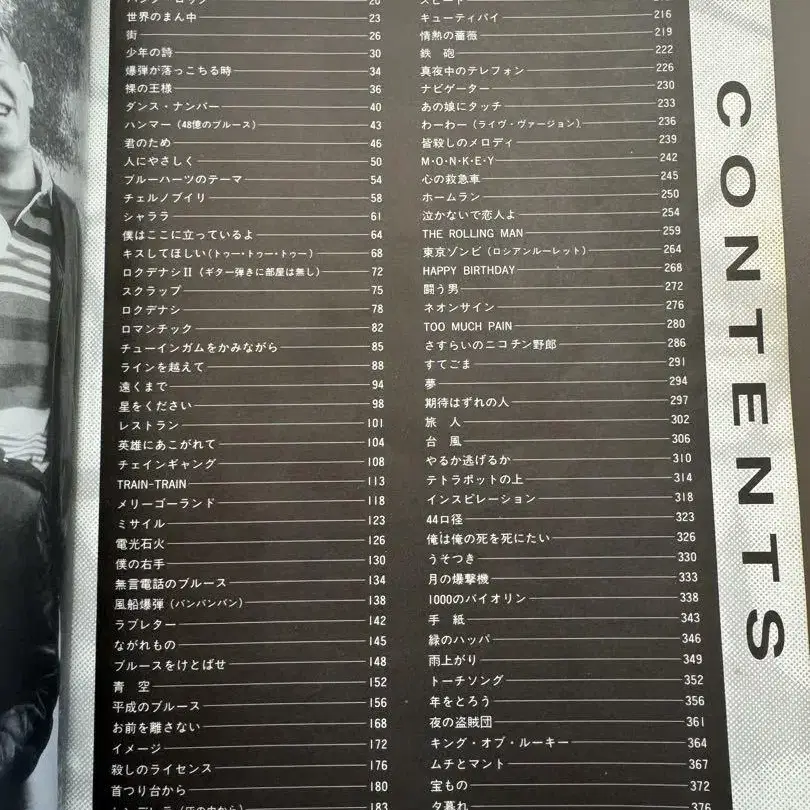 パンク・ロック 20
世界のまん中 23
街 26
少年の詩 30
爆弾が落っこちる時 34
裸の王様 36
ダンス・ナンバー 40
ハンマー（48億のブルース） 43
君のため 46
人にやさしく 50
ブルーハーツのテーマ 54
チェルノブイリ 58
シャララ 61
僕はここに立っているよ 64
キスしてほしい（トゥー・トゥー・トゥー） 68
ロクデナシII（ギター弾きに部屋は無し） 72
スクラップ 75
ロクデナシ 78
ロマンチック 82
チューインガムをかみながら 85
ラインを越えて 88
遠くまで 94
星をください 98
レストラン 101
英雄にあこがれて 104
チェインギャング 108
TRAIN-TRAIN 113
メリーゴーランド 118
ミサイル 123
電光石火 126
僕の右手 130
無言電話のブルース 134
風船爆弾（バンバンバン） 138
ラブレター 142
ながれもの 145
ブルースをけとばせ 148
青 空 152
平成のブルース 156
お前を離さない 168
イメージ 172
殺しのライセンス 176
首つり台から 180
シンデレラ（灰の中から） 183
スピード
キューティパイ 216
情熱の薔薇 219
鉄 砲 222
真夜中のテレフォン 226
ナビゲーター 230
あの娘にタッチ 233
わーわー（ライヴ・ヴァージョン） 236
皆殺しのメロディ 239
M・O・N・K・E・Y 242
心の救急車 245
ホームラン 250
泣かないで恋人よ 254
THE ROLLING MAN 259
東京ゾンビ（ロシアンルーレット） 264
HAPPY BIRTHDAY 268
闘う男 272
ネオンサイン 276
TOO MUCH PAIN 280
さすらいのニコチン野郎 286
すてごま 291
夢 294
期待はずれの人 297
旅 人 302
台 風 306
やるか逃げるか 310
テトラポットの上 314
インスピレーション 318
44口径 323
俺は俺の死を死にたい 326
うそつき 330
月の爆撃機 333
1000のバイオリン 338
手 紙 342
緑のハッパ 346
雨上がり 349
トーチソング 352
年をとろう 356
夜の盗賊団 361
キング・オブ・ルーキー 364
ムチとマント 367
宝もの 372
夕暮れ 376
CONTENTS